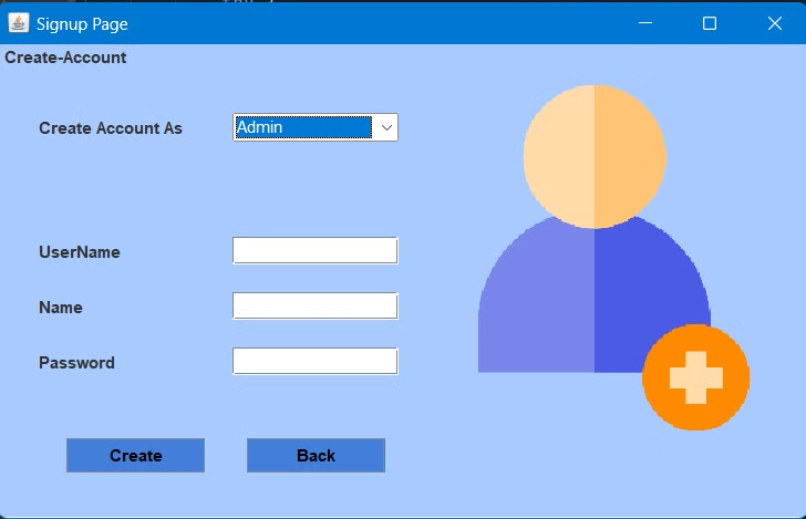 Signup Page
Create-Account
Create Account As
Admin
UserName
Name
Password
Create
Back